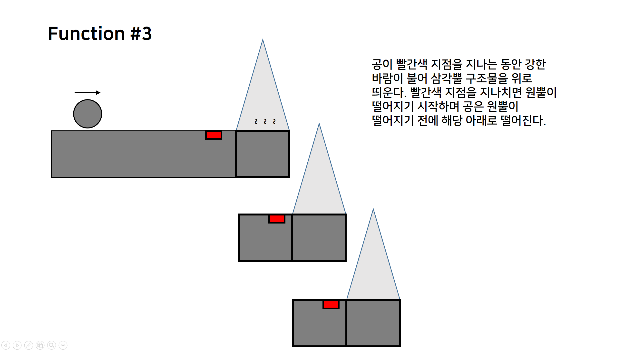 Function #3
공이 빨간색 지점을 지나는 동안 강한
바람이 불어 삼각뿔 구조물을 위로
띄운다. 빨간색 지점을 지나치면 원뿔이
떨어지기 시작하며 공은 원뿔이
떨어지기 전에 해당 아래로 떨어진다.